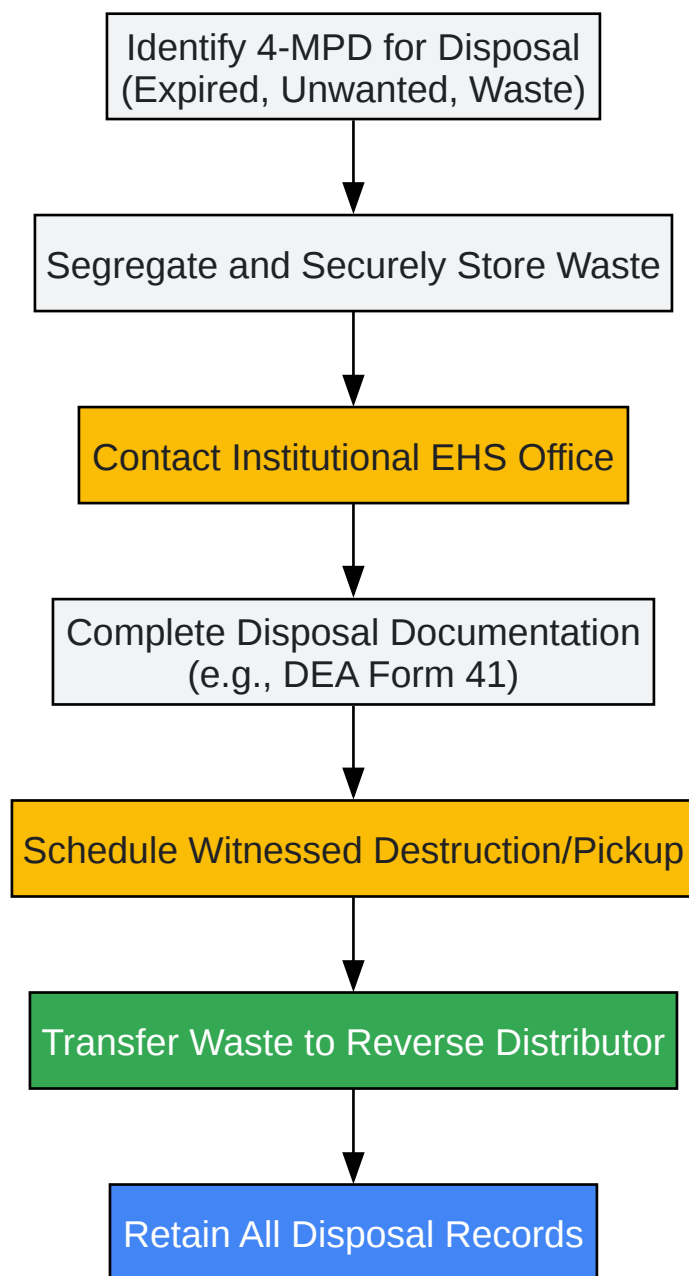 Identify 4-MPD for Disposal
(Expired, Unwanted, Waste)
Segregate and Securely Store Waste
Contact Institutional EHS Office
Complete Disposal Documentation
(e.g., DEA Form 41)
Schedule Witnessed Destruction/Pickup
Transfer Waste to Reverse Distributor
Retain All Disposal Records